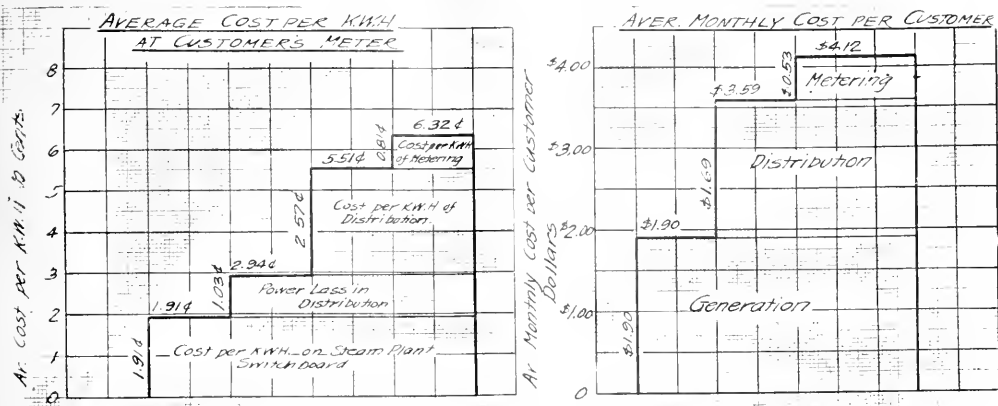 AVERAGE COST PER K.W.H
AT CUSTOMER'S METER
Av. Cost per K.W.H in Cents.
8
7
6
5
4
3
2
1
0
6.32¢
0.81¢
Cost per KWH
of Metering
5.51¢
2.57¢
Cost per K.W.H of
Distribution.
2.94¢
1.03¢
Power Loss in
Distribution
1.91¢
1.91¢
Cost per KWH on Steam Plant
Switchboard
AVER. MONTHLY COST PER CUSTOMER
Av Monthly Cost per Customer
Dollars
$4.00
$3.00
$2.00
$1.00
0
$4.12
$0.53
Metering
$3.59
$1.69
Distribution
$1.90
$1.90
Generation